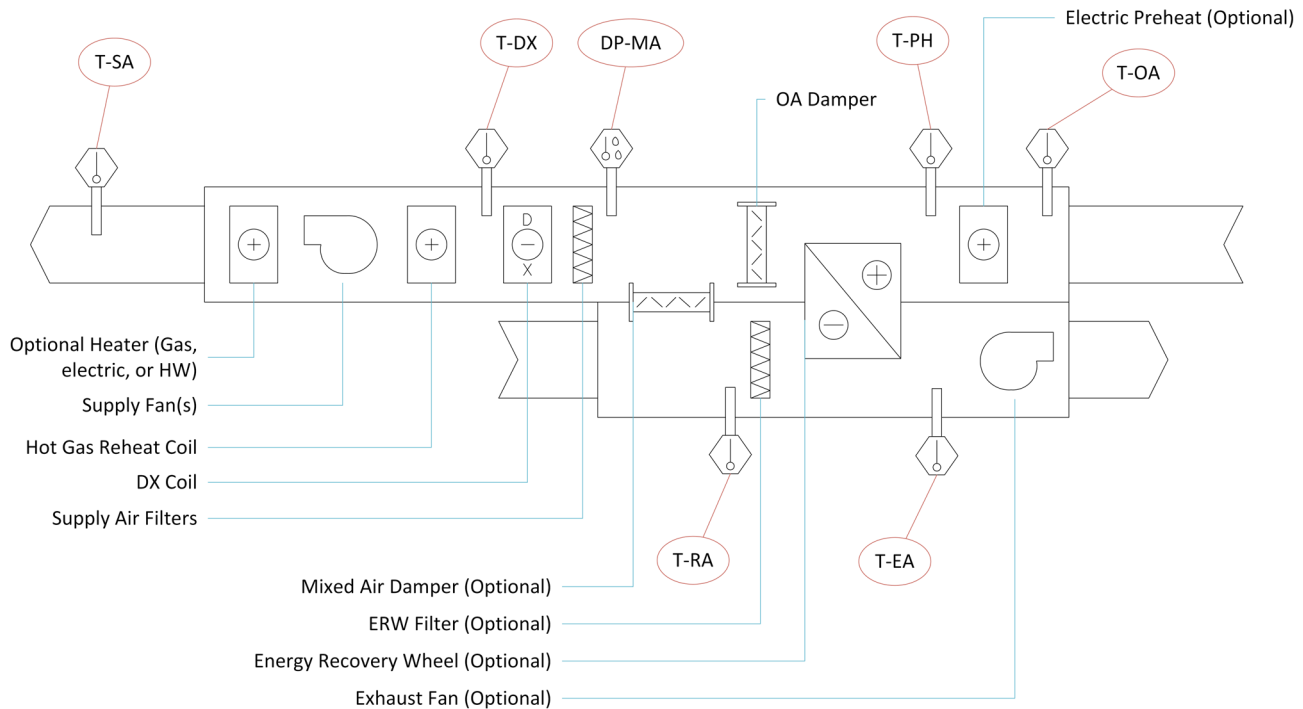 Electric Preheat (Optional)
T-SA
T-DX
DP-MA
T-PH
T-OA
OA Damper
D
X
Optional Heater (Gas,
electric, or HW)
Supply Fan(s)
Hot Gas Reheat Coil
DX Coil
Supply Air Filters
T-RA
T-EA
Mixed Air Damper (Optional)
ERW Filter (Optional)
Energy Recovery Wheel (Optional)
Exhaust Fan (Optional)